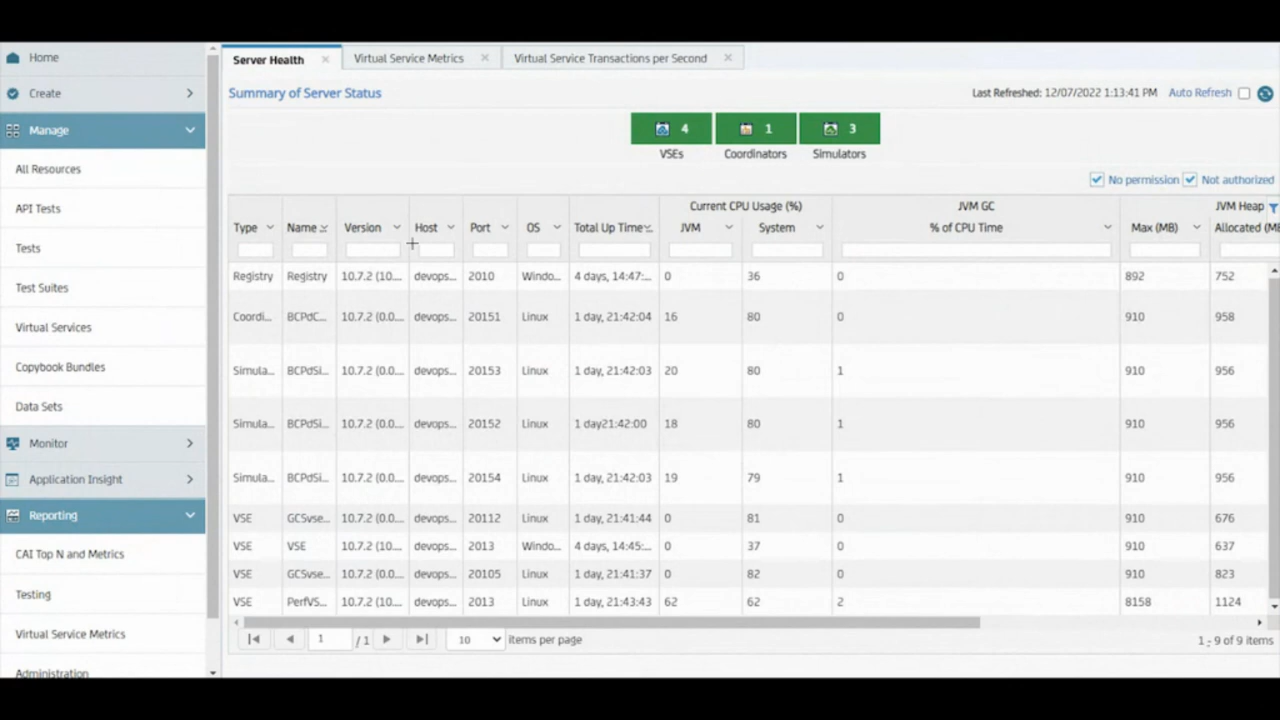 Home
Create
Manage
All Resources
API Tests
Tests
Test Suites
Virtual Services
Copybook Bundles
Data Sets
Monitor
Application Insight
Reporting
CAI Top N and Metrics
Testing
Virtual Service Metrics
Administration
Server Health Virtual Service Metrics Virtual Service Transactions per Second
Summary of Server Status Last Refreshed: 12/07/2022 1:13:41 PM Auto Refresh
4 1 3
VSEs Coordinators Simulators
No permission Not authorized
Current CPU Usage (%) JVM GC JVM Heap
Type Name Version Host Port OS Total Up Time JVM System % of CPU Time Max (MB) Allocated (MB
Registry Registry 10.7.2 (10.... devops... 2010 Windo... 4 days, 14:47:... 0 36 0 892 752
Coordi... BCPdC... 10.7.2 (0.0.... devops... 20151 Linux 1 day, 21:42:04 16 80 0 910 958
Simula... BCPdSi... 10.7.2 (0.0.... devops... 20153 Linux 1 day, 21:42:03 20 80 1 910 956
Simula... BCPdSi... 10.7.2 (0.0.... devops... 20152 Linux 1 day21:42:00 18 80 1 910 956
Simula... BCPdSi... 10.7.2 (0.0.... devops... 20154 Linux 1 day, 21:42:03 19 79 1 910 956
VSE GCSvse... 10.7.2 (0.0.... devops... 20112 Linux 1 day, 21:41:44 0 81 0 910 676
VSE VSE 10.7.2 (10.... devops... 2013 Windo... 4 days, 14:45:... 0 37 0 910 637
VSE GCSvse... 10.7.2 (0.0.... devops... 20105 Linux 1 day, 21:41:37 0 82 0 910 823
VSE PerfVS... 10.7.2 (10.... devops... 2013 Linux 1 day, 21:43:43 62 62 2 8158 1124
1 / 1 10 items per page 1 - 9 of 9 items